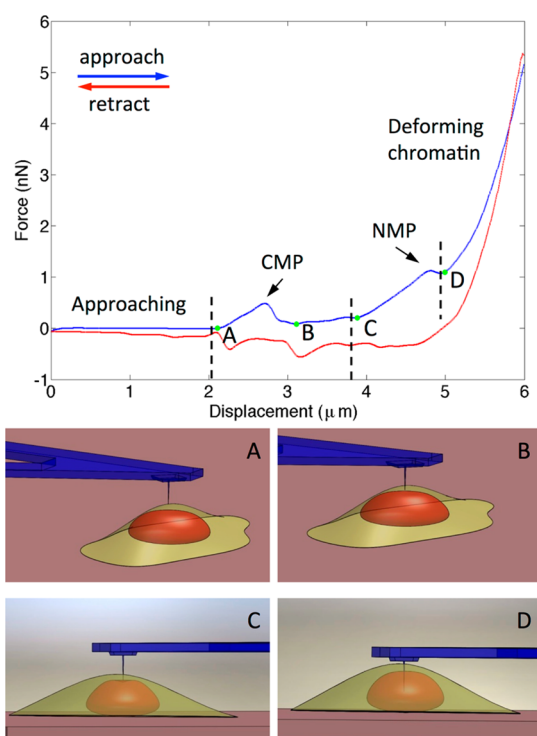 6
approach
5
retract
4
Deforming
chromatin
Force (nN)
3
2
NMP
CMP
1
D
Approaching
0
A
B
C
-1
0
1
2
3
4
5
6
Displacement (μ m)
A
B
C
D